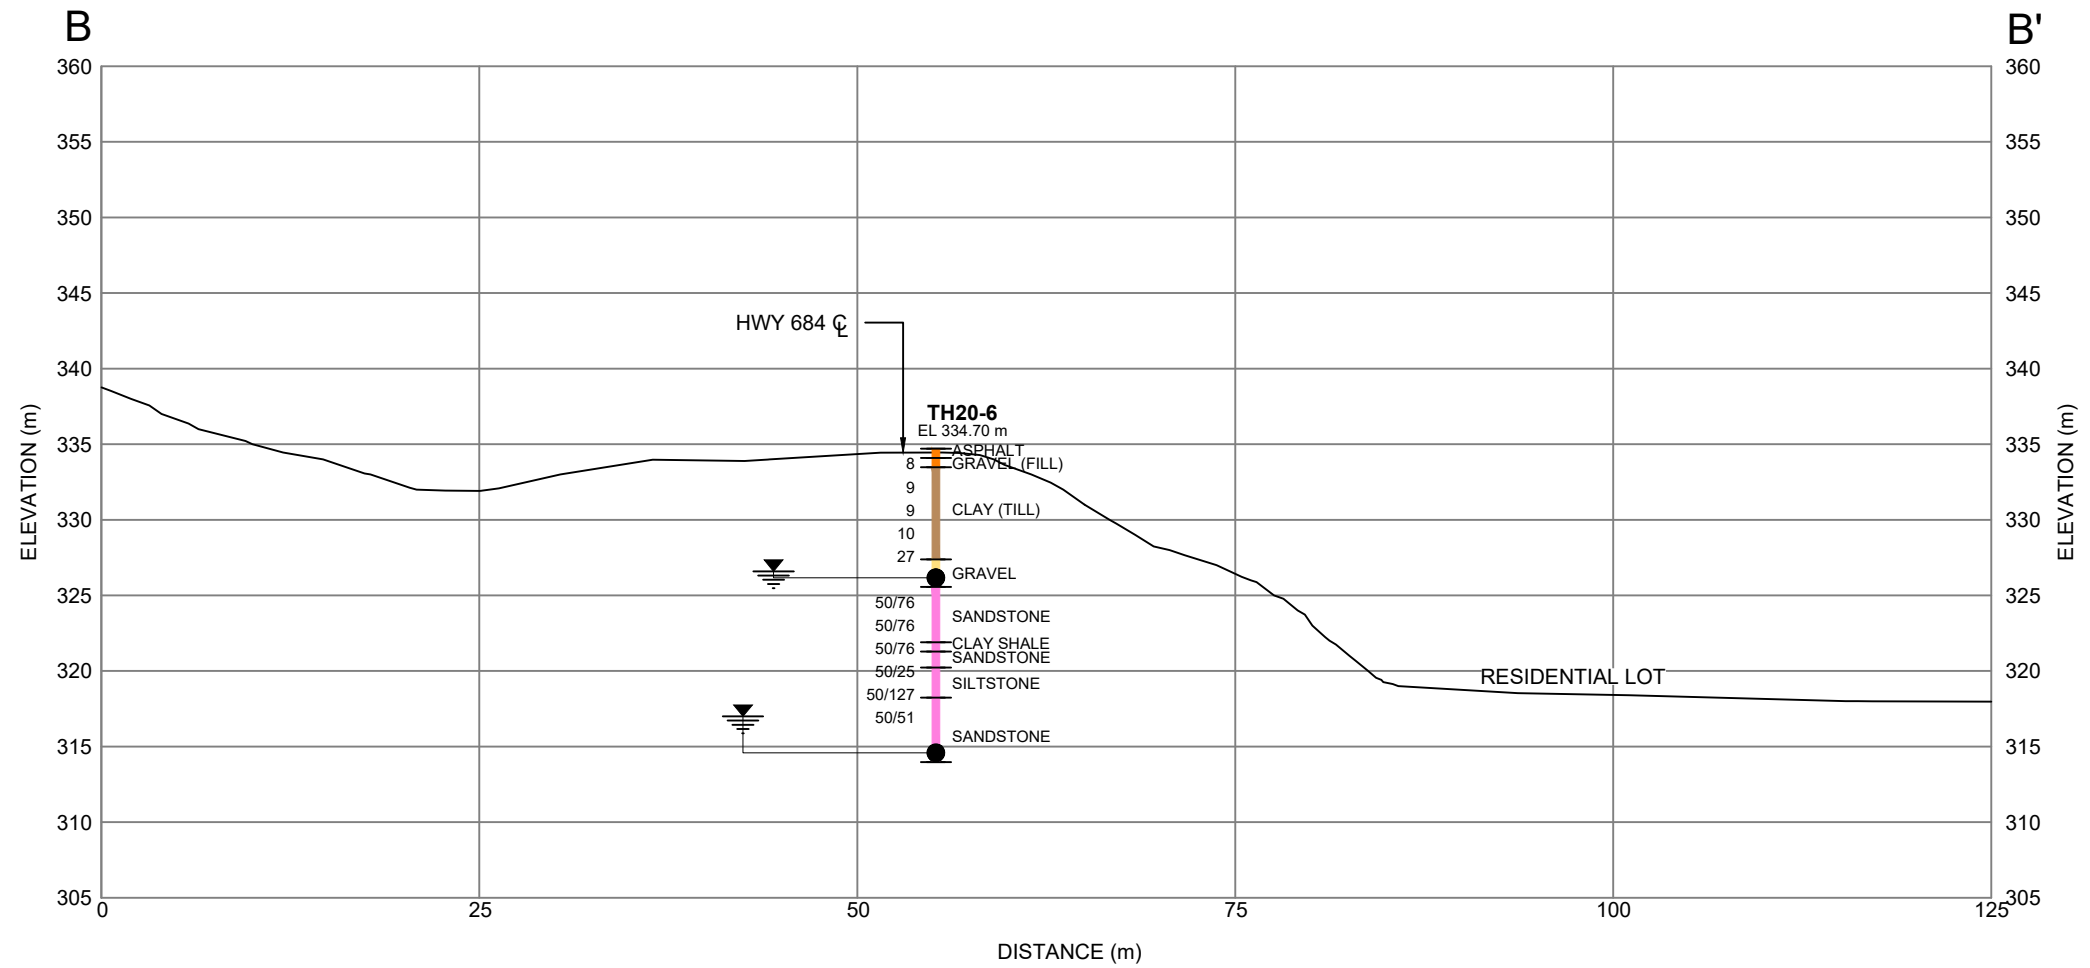 B B'
360 360
355 355
350 350
345 345
HWY 684 ℄
340 340
TH20-6
EL 334.70 m
335 335
ASPHALT
8 GRAVEL (FILL)
9
9 CLAY (TILL)
330 330
10
27
GRAVEL
325 325
50/76
SANDSTONE
50/76
CLAY SHALE
50/76
SANDSTONE
320 320
50/25
RESIDENTIAL LOT
SILTSTONE
50/127
50/51
SANDSTONE
315 315
310 310
305 305
ELEVATION (m)
ELEVATION (m)
0 25 50 75 100 125
DISTANCE (m)